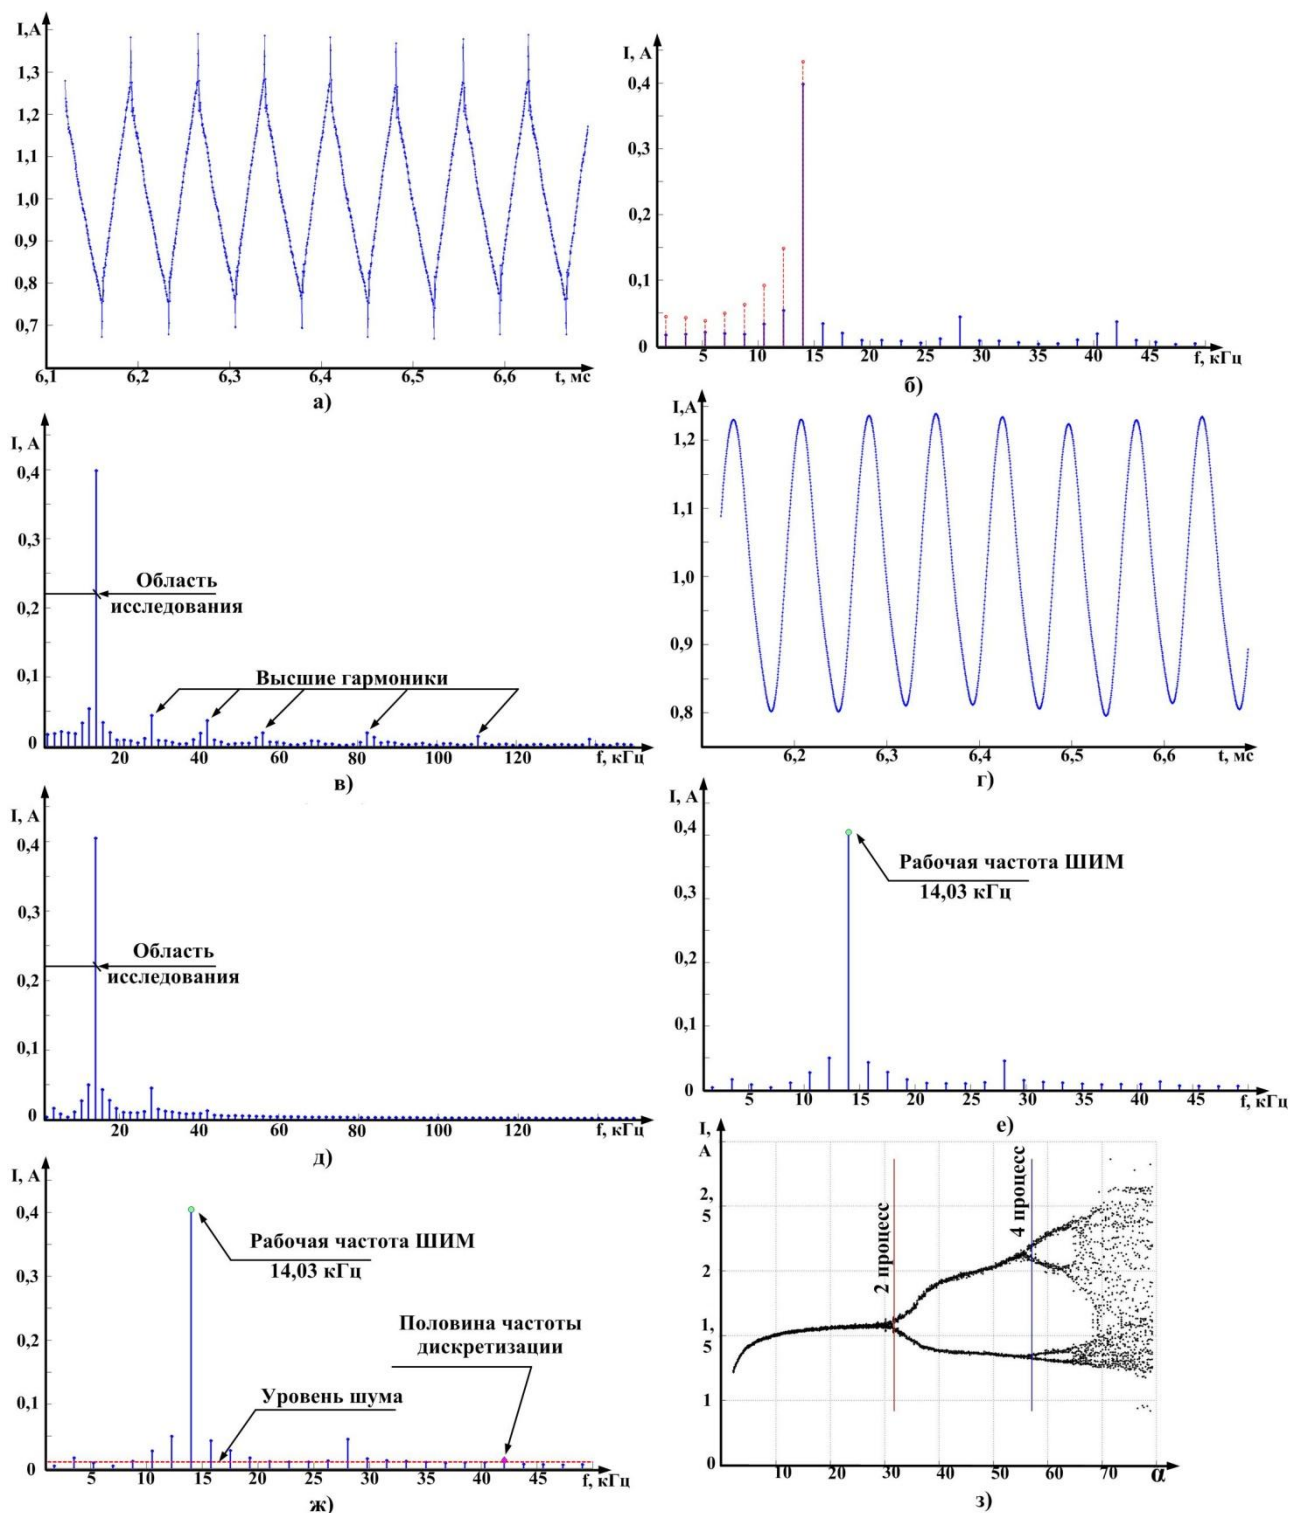 I,A
1,3
1,2
1,1
1,0
0,9
0,8
0,7
6,1
6,2
6,3
6,4
6,5
6,6
t, мс
а)
I, А
0,4
0,3
0,2
0,1
0
5
10
15
20
25
30
35
40
45
f, кГц
б)
I, А
0,4
0,3
0,2
0,1
0
Область
исследования
Высшие гармоники
20
40
60
80
100
120
f, кГц
в)
I,A
1,2
1,1
1,0
0,9
0,8
6,2
6,3
6,4
6,5
6,6
t, мс
г)
I, А
0,4
0,3
0,2
0,1
0
Область
исследования
20
40
60
80
100
120
f, кГц
д)
I, А
0,4
0,3
0,2
0,1
0
Рабочая частота ШИМ
14,03 кГц
5
10
15
20
25
30
35
40
45
f, кГц
е)
I, А
0,4
0,3
0,2
0,1
0
Рабочая частота ШИМ
14,03 кГц
Половина частоты
дискретизации
Уровень шума
5
10
15
20
25
30
35
40
45
f, кГц
ж)
I,
А
2,
5
2
1,
5
1
0
2 процесс
4 процесс
10
20
30
40
50
60
70
α
з)